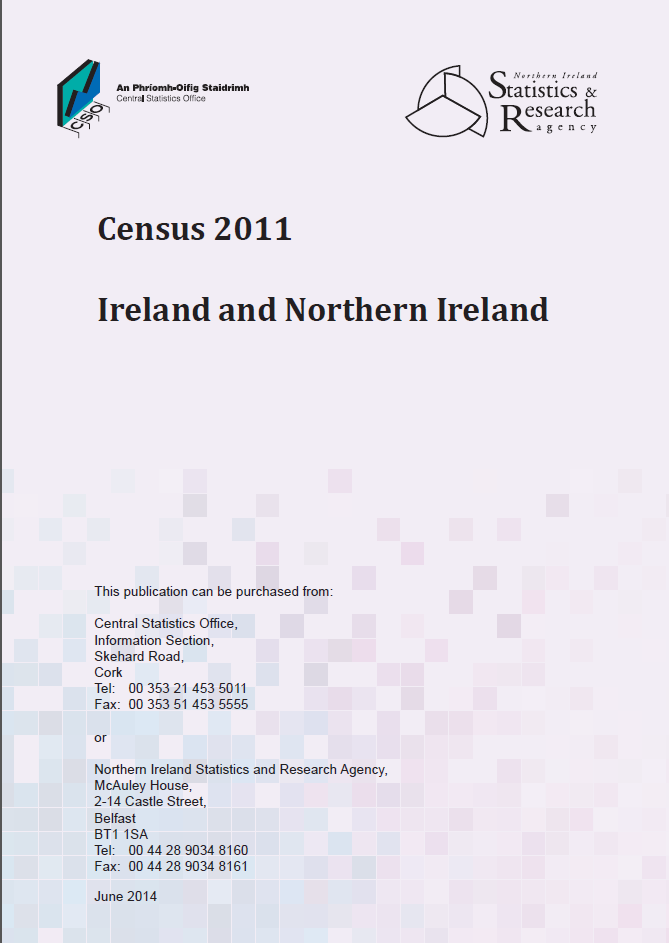 An Phríomh-Oifig Staidrimh
Central Statistics Office
CSO
Northern Ireland
Statistics &
Research
agency
Census 2011
Ireland and Northern Ireland
This publication can be purchased from:
Central Statistics Office,
Information Section,
Skehard Road,
Cork
Tel: 00 353 21 453 5011
Fax: 00 353 51 453 5555
or
Northern Ireland Statistics and Research Agency,
McAuley House,
2-14 Castle Street,
Belfast
BT1 1SA
Tel: 00 44 28 9034 8160
Fax: 00 44 28 9034 8161
June 2014